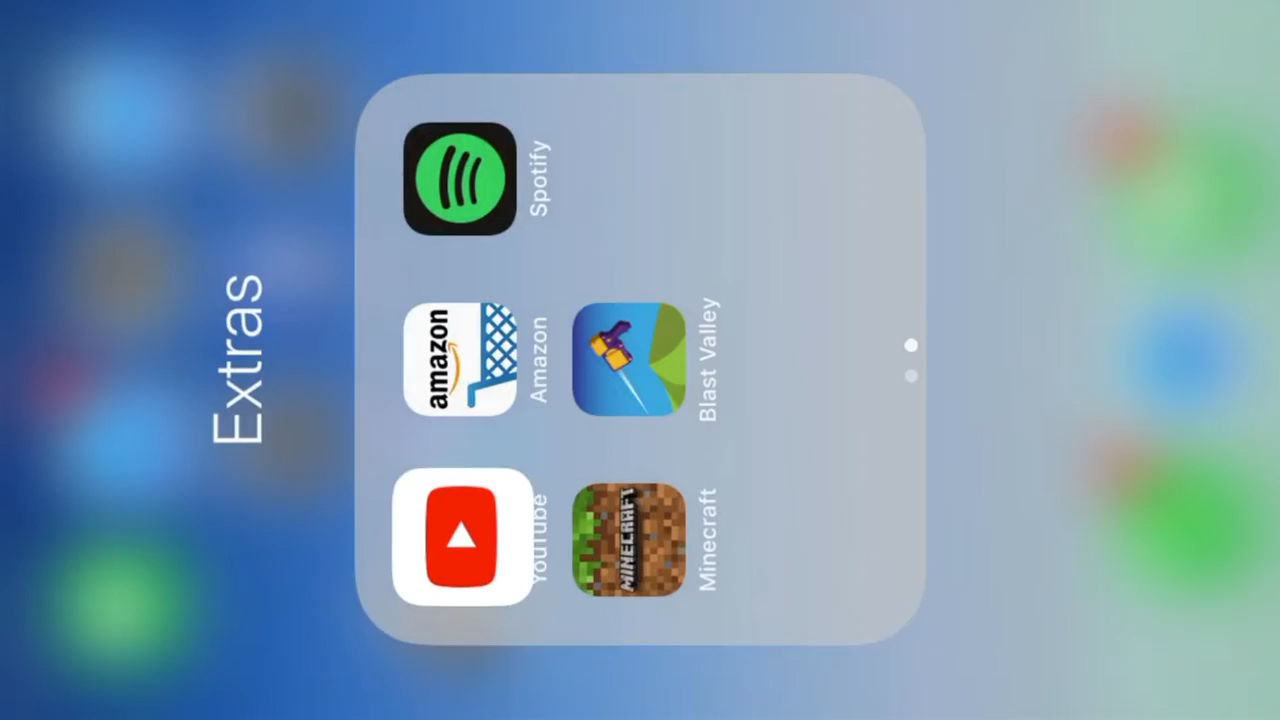 Extras
amazon
YouTube
Amazon
Spotify
MINECRAFT
Minecraft
Blast Valley